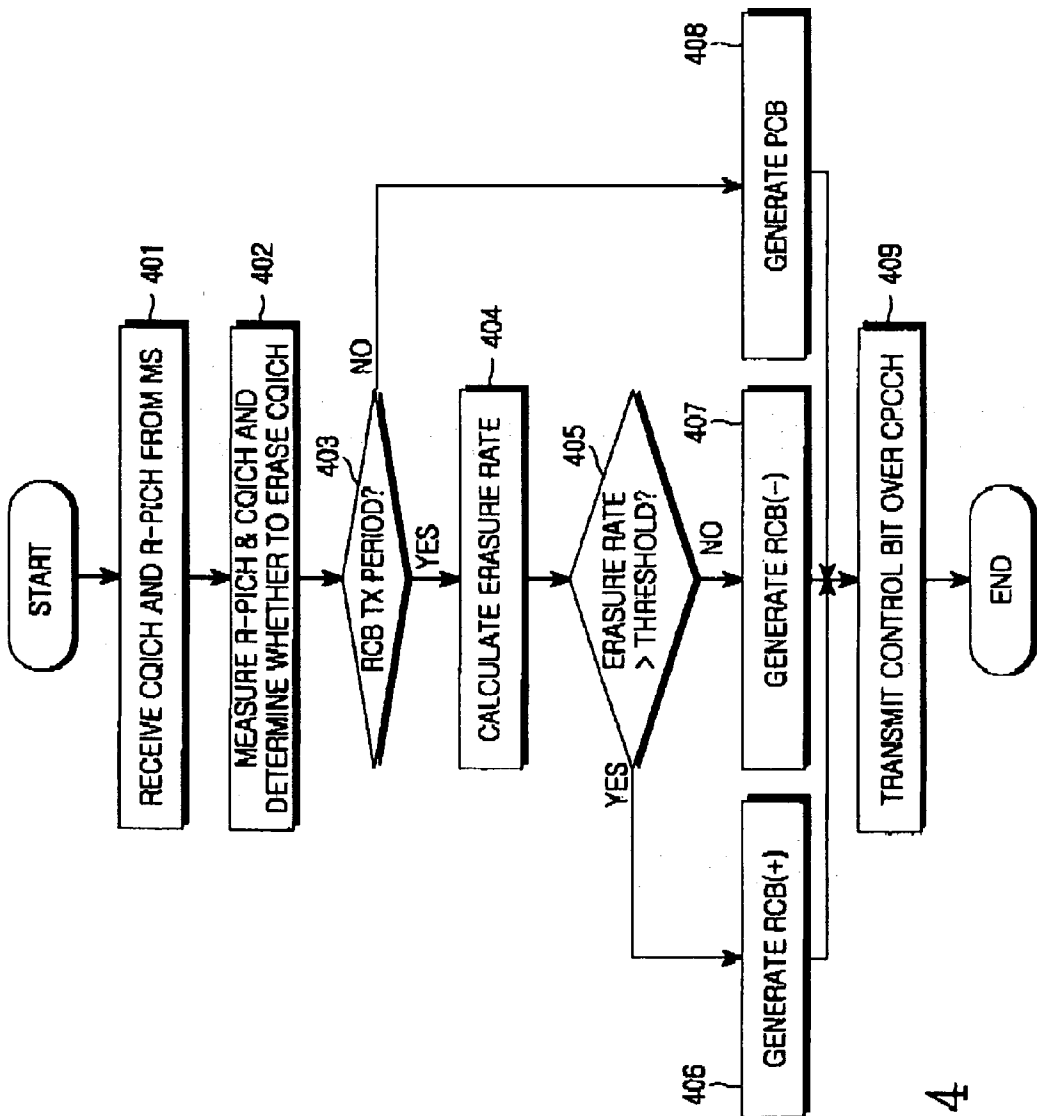 START
RECEIVE CQICH AND R-PICH FROM MS
401
MEASURE R-PICH & CQICH AND
DETERMINE WHETHER TO ERASE CQICH
402
RCB TX PERIOD?
403
NO
YES
CALCULATE ERASURE RATE
404
ERASURE RATE
> THRESHOLD?
405
YES
NO
406
GENERATE RCB(+)
GENERATE RCB(-)
407
GENERATE PCB
408
TRANSMIT CONTROL BIT OVER CPCCH
409
END
4